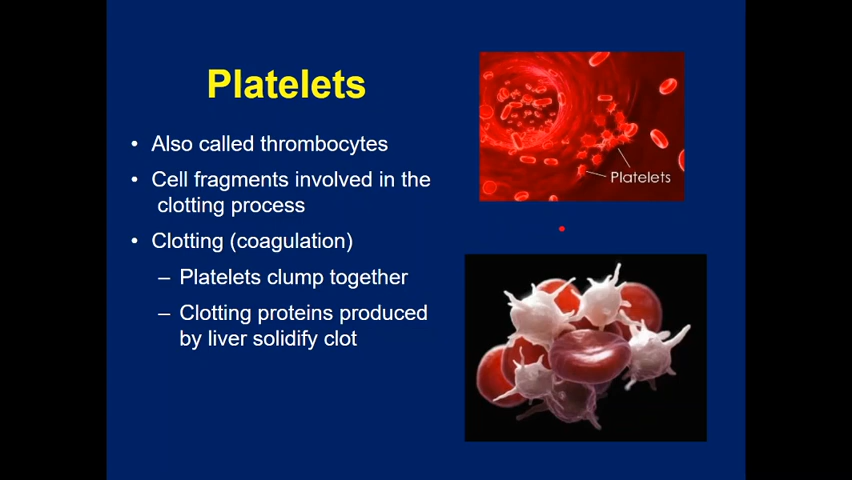 Platelets
• Also called thrombocytes
• Cell fragments involved in the
clotting process
• Clotting (coagulation)
– Platelets clump together
– Clotting proteins produced
by liver solidify clot
Platelets